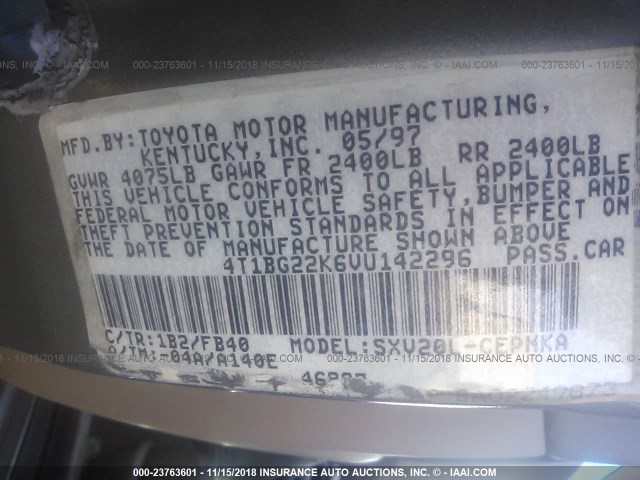 000-23763601 - 11/15/2018 INSURANCE AUTO AUCTIONS, INC. - © IAAI.COM
MFD.BY:TOYOTA MOTOR MANUFACTURING,
KENTUCKY,INC. 05/97
GVWR 4075LB GAWR FR 2400LB RR 2400LB
THIS VEHICLE CONFORMS TO ALL APPLICABLE
FEDERAL MOTOR VEHICLE SAFETY,BUMPER AND
THEFT PREVENTION STANDARDS IN EFFECT ON
THE DATE OF MANUFACTURE SHOWN ABOVE
4T1BG22K6VU142296 PASS.CAR
C/TR:1B2/FB40 MODEL:SXV20L-CEPMKA
04A/A140E
000-23763601 - 11/15/2018 INSURANCE AUTO AUCTIONS, INC. - © IAAI.COM